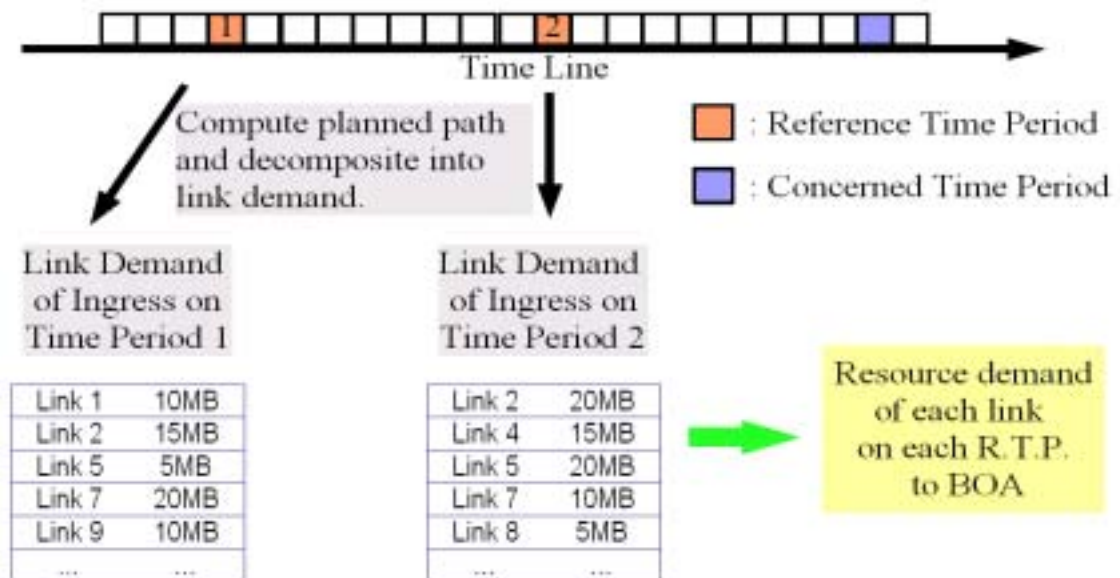 1
2
Time Line
Compute planned path
and decomposite into
link demand.
: Reference Time Period
: Concerned Time Period
Link Demand
of Ingress on
Time Period 1
Link Demand
of Ingress on
Time Period 2
Link 1 10MB
Link 2 15MB
Link 5 5MB
Link 7 20MB
Link 9 10MB
... ...
Link 2 20MB
Link 4 15MB
Link 5 20MB
Link 7 10MB
Link 8 5MB
... ...
Resource demand
of each link
on each R.T.P.
to BOA